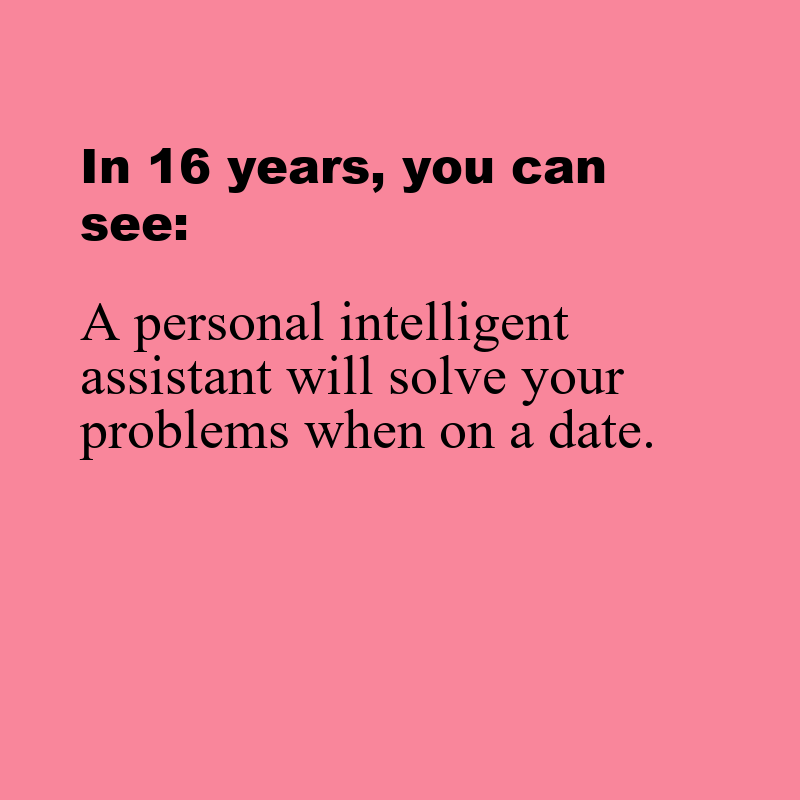 In 16 years, you can
see:
A personal intelligent
assistant will solve your
problems when on a date.